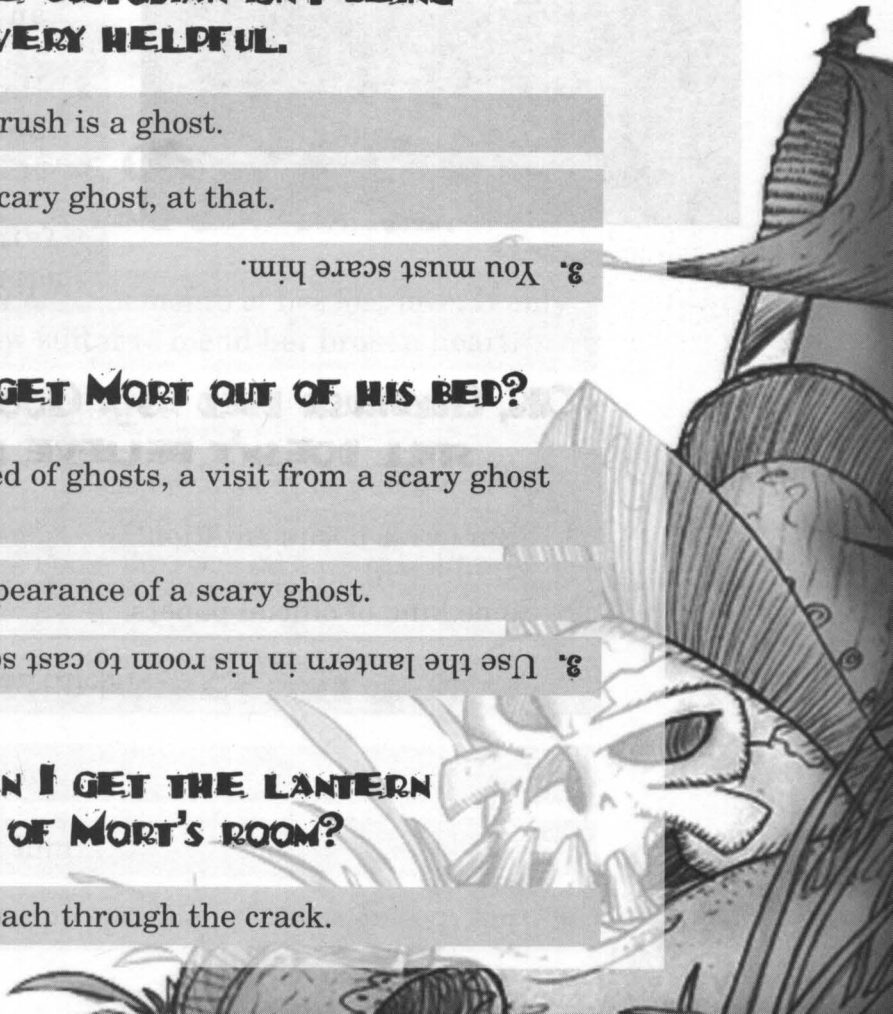 VERY HELPFUL.
rush is a ghost.
cary ghost, at that.
3. You must scare him.
GET MORT OUT OF HIS BED?
ed of ghosts, a visit from a scary ghost
pearance of a scary ghost.
3. Use the lantern in his room to cast s
N I GET THE LANTERN
OF MORT'S ROOM?
each through the crack.